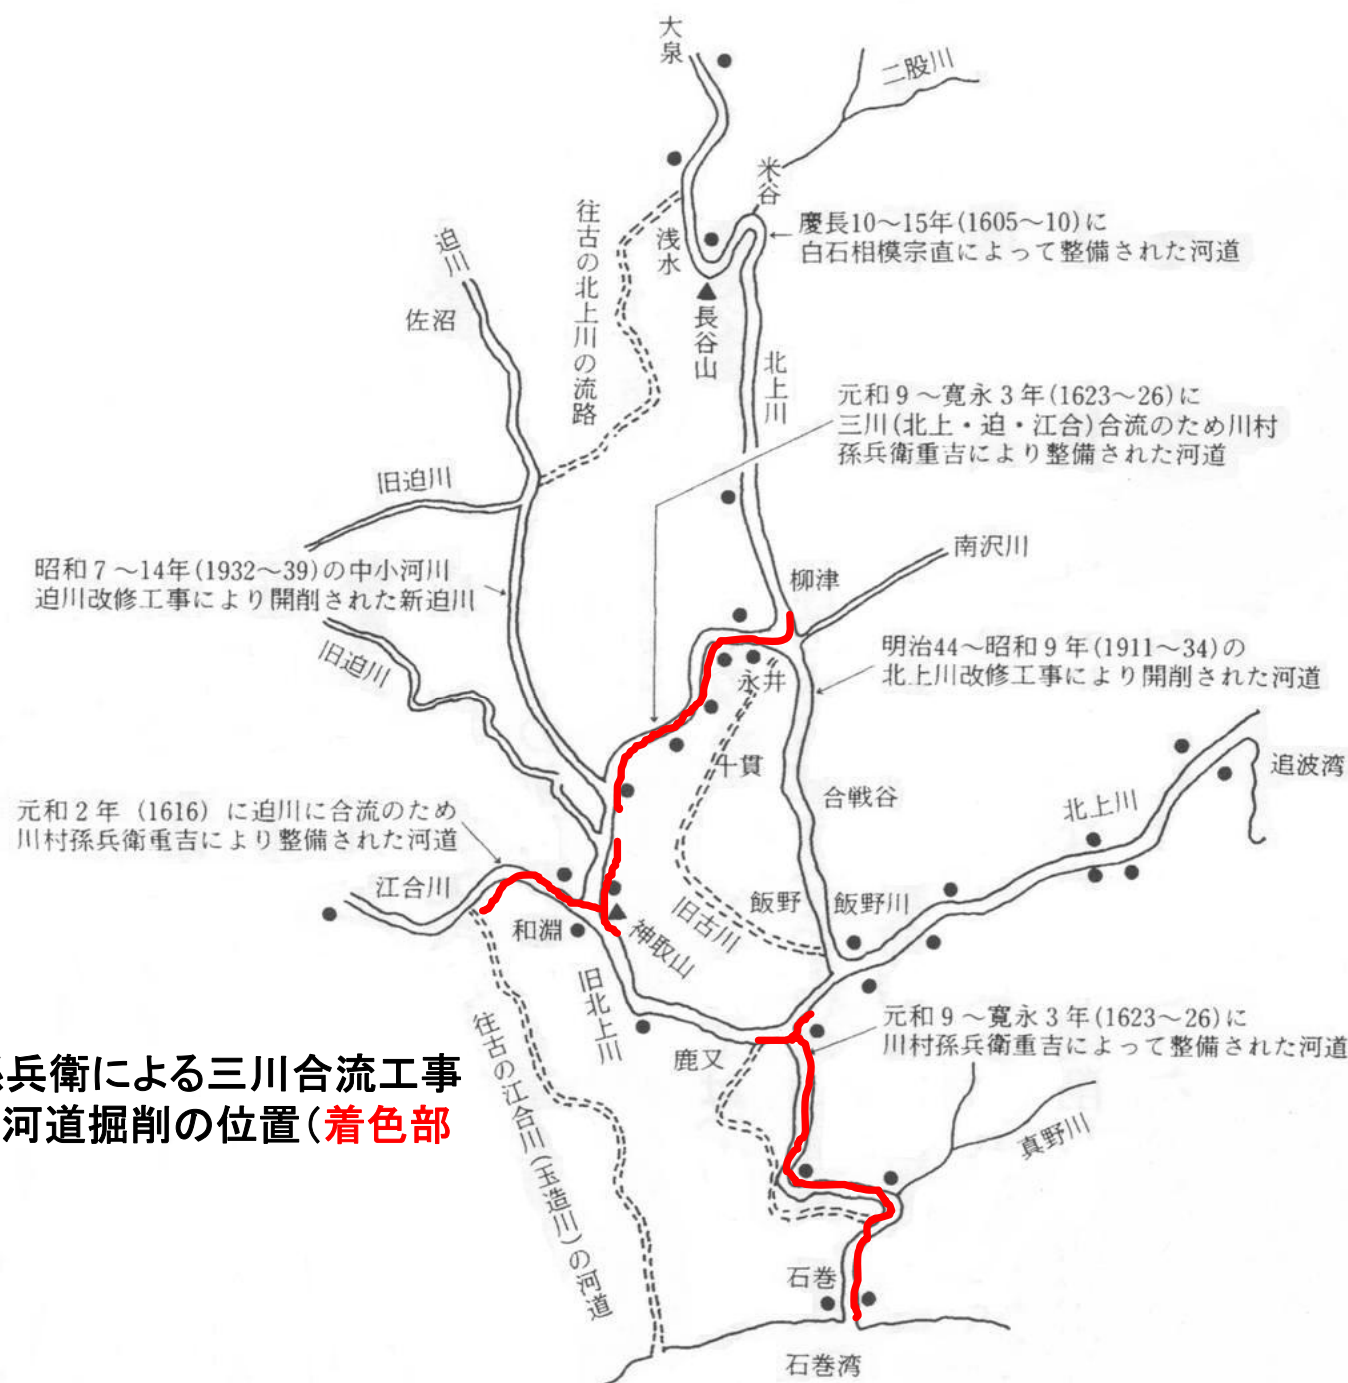 大泉
二股川
米谷
慶長10～15年(1605～10)に
白石相模宗直によって整備された河道
往古の北上川の流路
浅水
迫川
佐沼
長谷山
北上川
元和9～寛永3年(1623～26)に
三川(北上・迫・江合)合流のため川村
孫兵衛重吉により整備された河道
旧迫川
南沢川
昭和7～14年(1932～39)の中小河川
迫川改修工事により開削された新迫川
柳津
旧迫川
明治44～昭和9年(1911～34)の
北上川改修工事により開削された河道
永井
十貫
追波湾
合戦谷
北上川
元和2年(1616)に迫川に合流のため
川村孫兵衛重吉により整備された河道
江合川
飯野
飯野川
旧古川
和淵
神取山
旧北上川
元和9～寛永3年(1623～26)に
川村孫兵衛重吉によって整備された河道
鹿又
往古の江合川(玉造川)の河道
孫兵衛による三川合流工事
河道掘削の位置(着色部
真野川
石巻
石巻湾